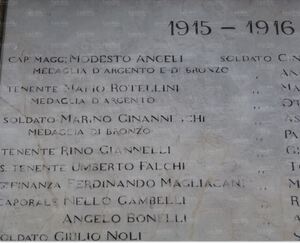 1915 – 1916
CAP. MAGG. MODESTO ANGELI SOLDATO
MEDAGLIA D'ARGENTO E DI BRONZO
TENENTE MARIO ROTELLINI
MEDAGLIA D'ARGENTO
SOLDATO MARINO GINANNESCHI
MEDAGLIA DI BRONZO
TENENTE RINO GIANNELLI
TENENTE UMBERTO FALCHI
FINANZA FERDINANDO MAGLIACANI
CAPORALE NELLO GAMBELLI
ANGELO BONELLI
SOLDATO GIULIO NOLI